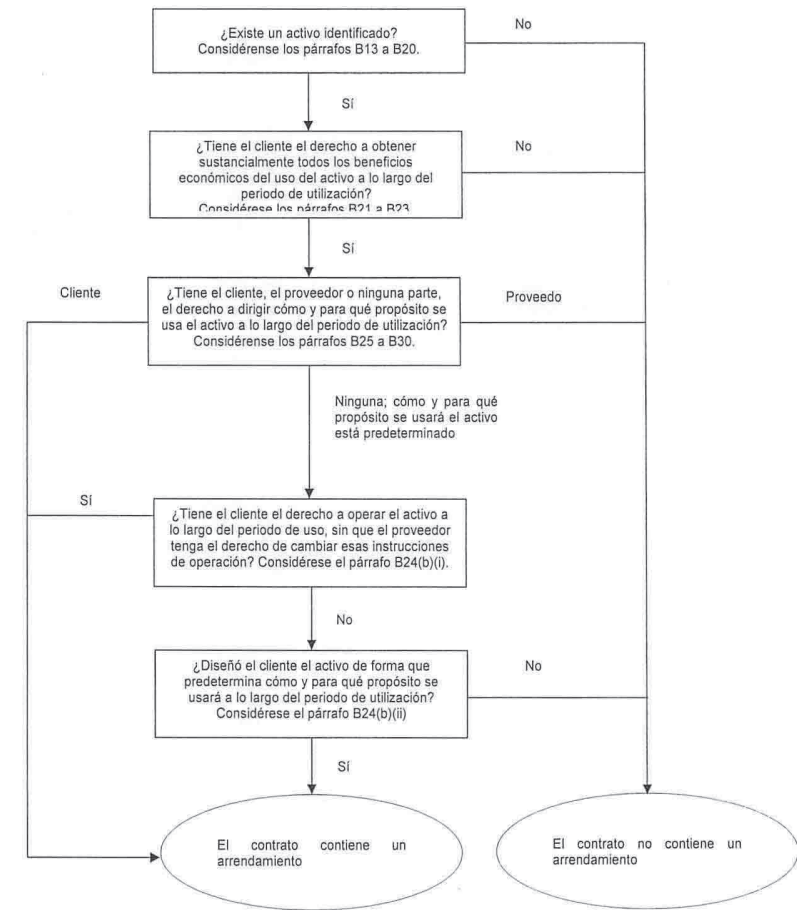 ¿Existe un activo identificado?
Considérense los párrafos B13 a B20.
No
Sí
¿Tiene el cliente el derecho a obtener
sustancialmente todos los beneficios
económicos del uso del activo a lo largo del
periodo de utilización?
Considérese los párrafos B21 a B23
No
Sí
Cliente
¿Tiene el cliente, el proveedor o ninguna parte,
el derecho a dirigir cómo y para qué propósito se
usa el activo a lo largo del periodo de utilización?
Considérense los párrafos B25 a B30.
Proveedo
Ninguna; cómo y para qué
propósito se usará el activo
está predeterminado
Sí
¿Tiene el cliente el derecho a operar el activo a
lo largo del periodo de uso, sin que el proveedor
tenga el derecho de cambiar esas instrucciones
de operación? Considérese el párrafo B24(b)(i).
No
¿Diseñó el cliente el activo de forma que
predetermina cómo y para qué propósito se
usará a lo largo del periodo de utilización?
Considérese el párrafo B24(b)(ii)
No
Sí
El contrato contiene un
arrendamiento
El contrato no contiene un
arrendamiento